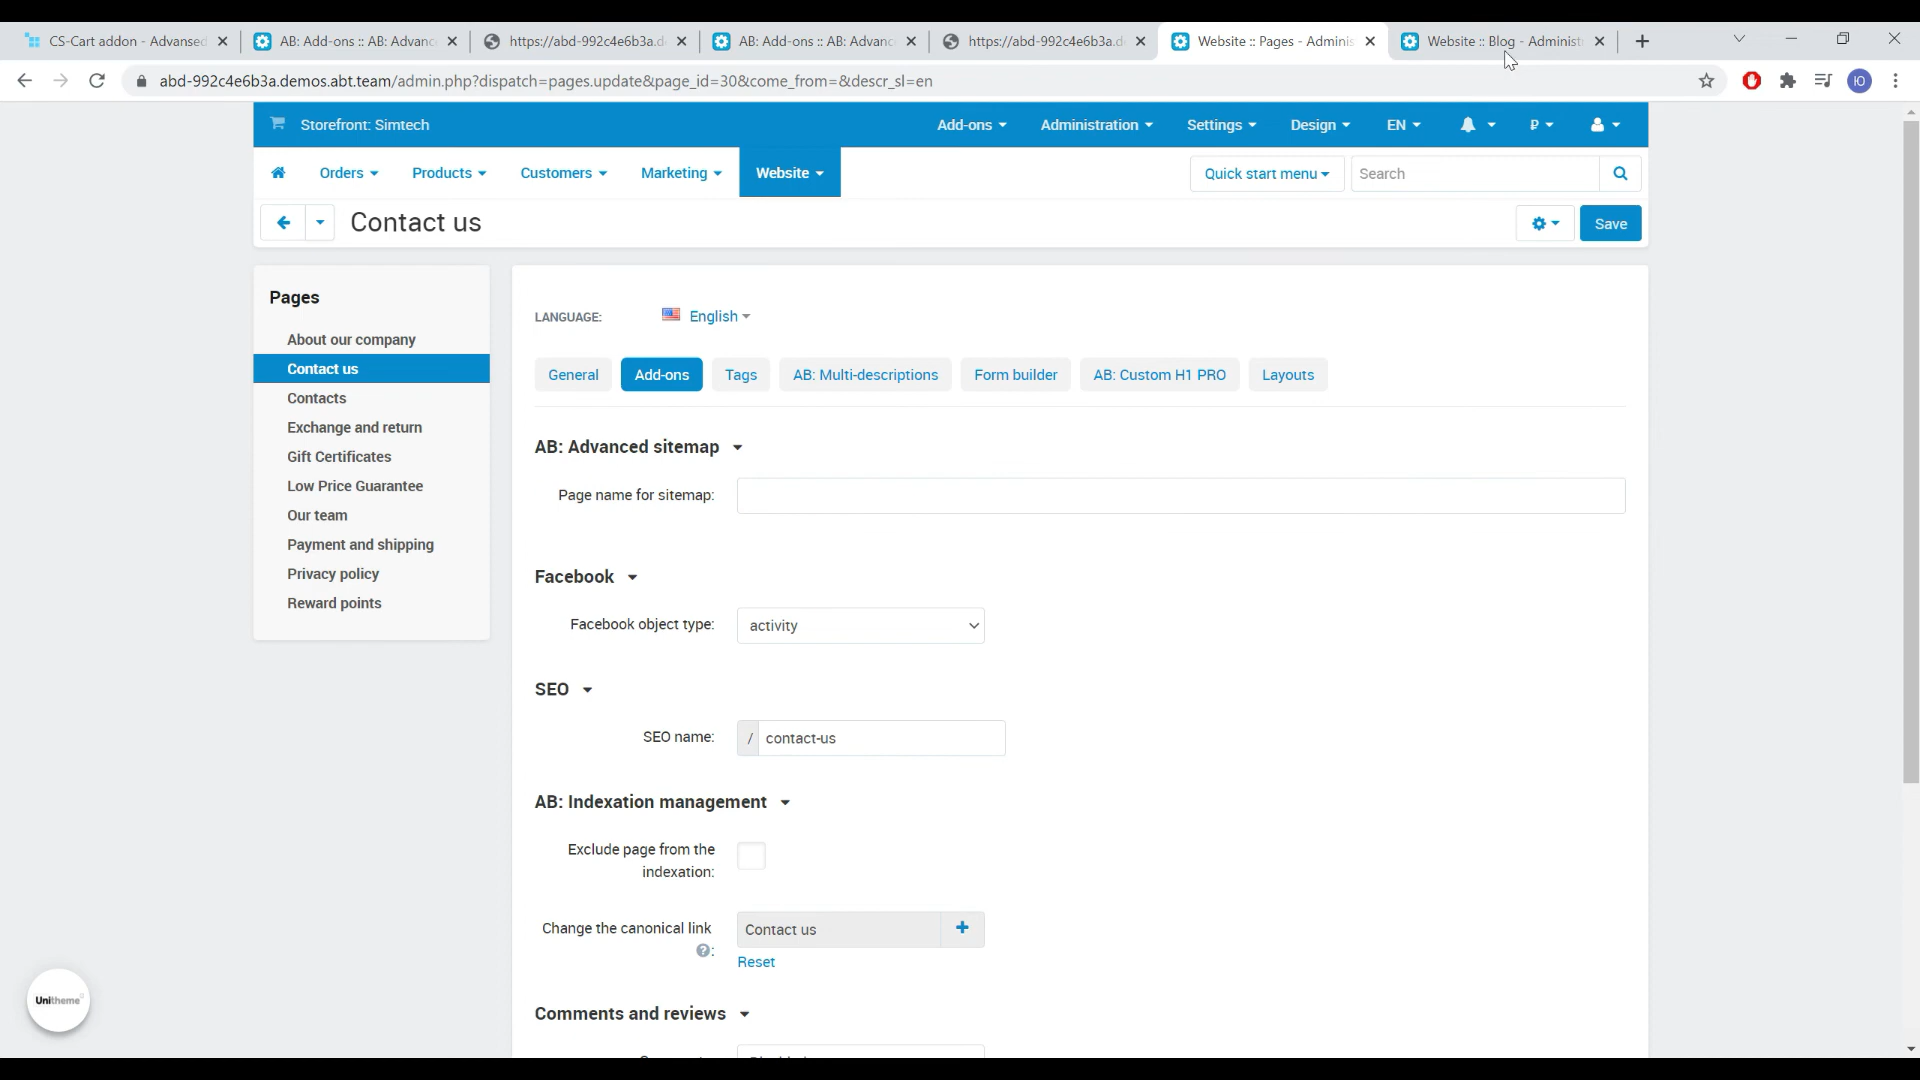 CS-Cart addon - Advansed
AB: Add-ons :: AB: Advanc
https://abd-992c4e6b3a.d
AB: Add-ons :: AB: Advanc
https://abd-992c4e6b3a.d
Website :: Pages - Adminis
Website :: Blog - Administ
abd-992c4e6b3a.demos.abt.team/admin.php?dispatch=pages.update&page_id=30&come_from=&descr_sl=en
Ю
Storefront: Simtech
Add-ons
Administration
Settings
Design
EN
₽
Orders
Products
Customers
Marketing
Website
Quick start menu
Search
Contact us
Save
Pages
About our company
Contact us
Contacts
Exchange and return
Gift Certificates
Low Price Guarantee
Our team
Payment and shipping
Privacy policy
Reward points
LANGUAGE:
English
General
Add-ons
Tags
AB: Multi-descriptions
Form builder
AB: Custom H1 PRO
Layouts
AB: Advanced sitemap
Page name for sitemap:
Facebook
Facebook object type:
activity
SEO
SEO name:
/ contact-us
AB: Indexation management
Exclude page from the
indexation:
Change the canonical link
?:
Contact us
+
Reset
Comments and reviews
Unitheme